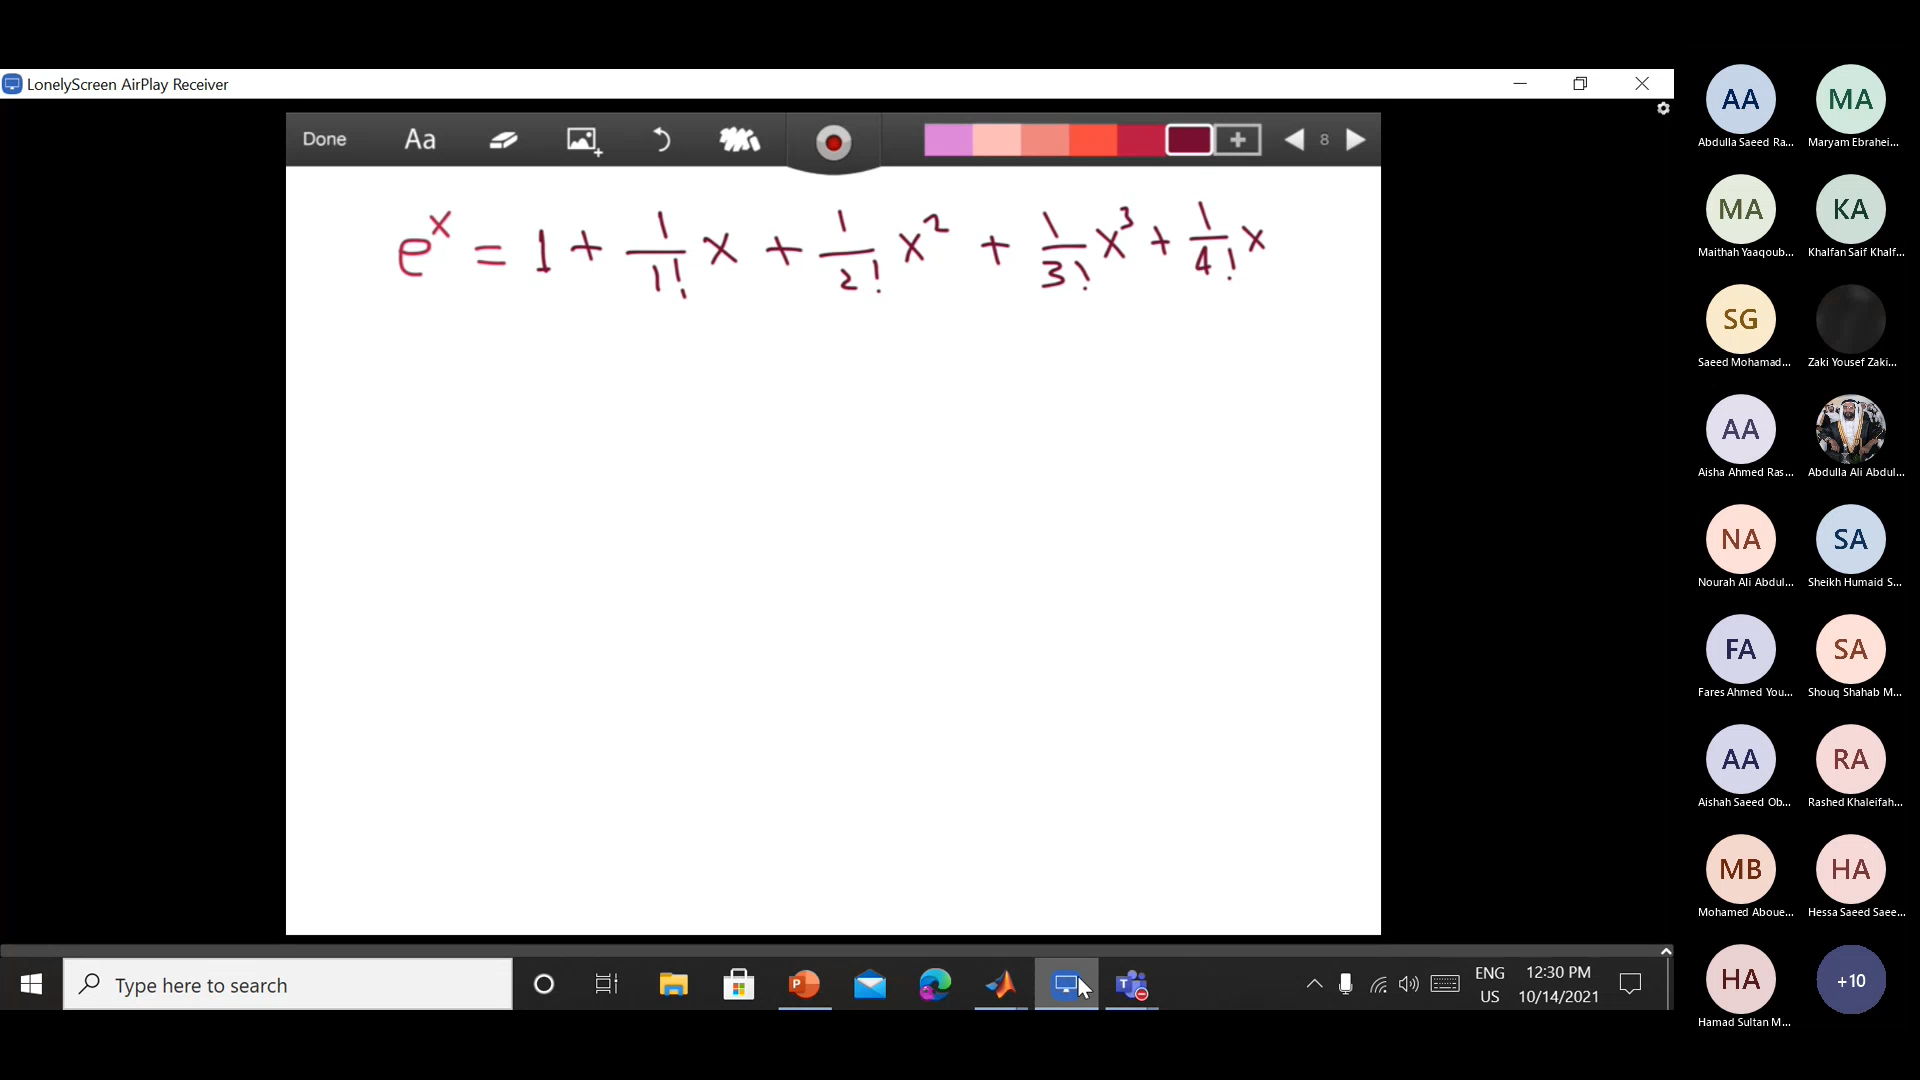 LonelyScreen AirPlay Receiver
Done Aa 8
e^x = 1 + 1/1! x + 1/2! x^2 + 1/3! x^3 + 1/4! x
AA MA
Abdulla Saeed Ra... Maryam Ebrahei...
MA KA
Maithah Yaaqoub... Khalfan Saif Khalf...
SG
Saeed Mohamad... Zaki Yousef Zaki...
AA
Aisha Ahmed Ras... Abdulla Ali Abdul...
NA SA
Nourah Ali Abdul... Sheikh Humaid S...
FA SA
Fares Ahmed You... Shouq Shahab M...
AA RA
Aishah Saeed Ob... Rashed Khaleifah...
MB HA
Mohamed Aboue... Hessa Saeed Saee...
HA +10
Hamad Sultan M...
Type here to search
P
T
ENG 12:30 PM
US 10/14/2021